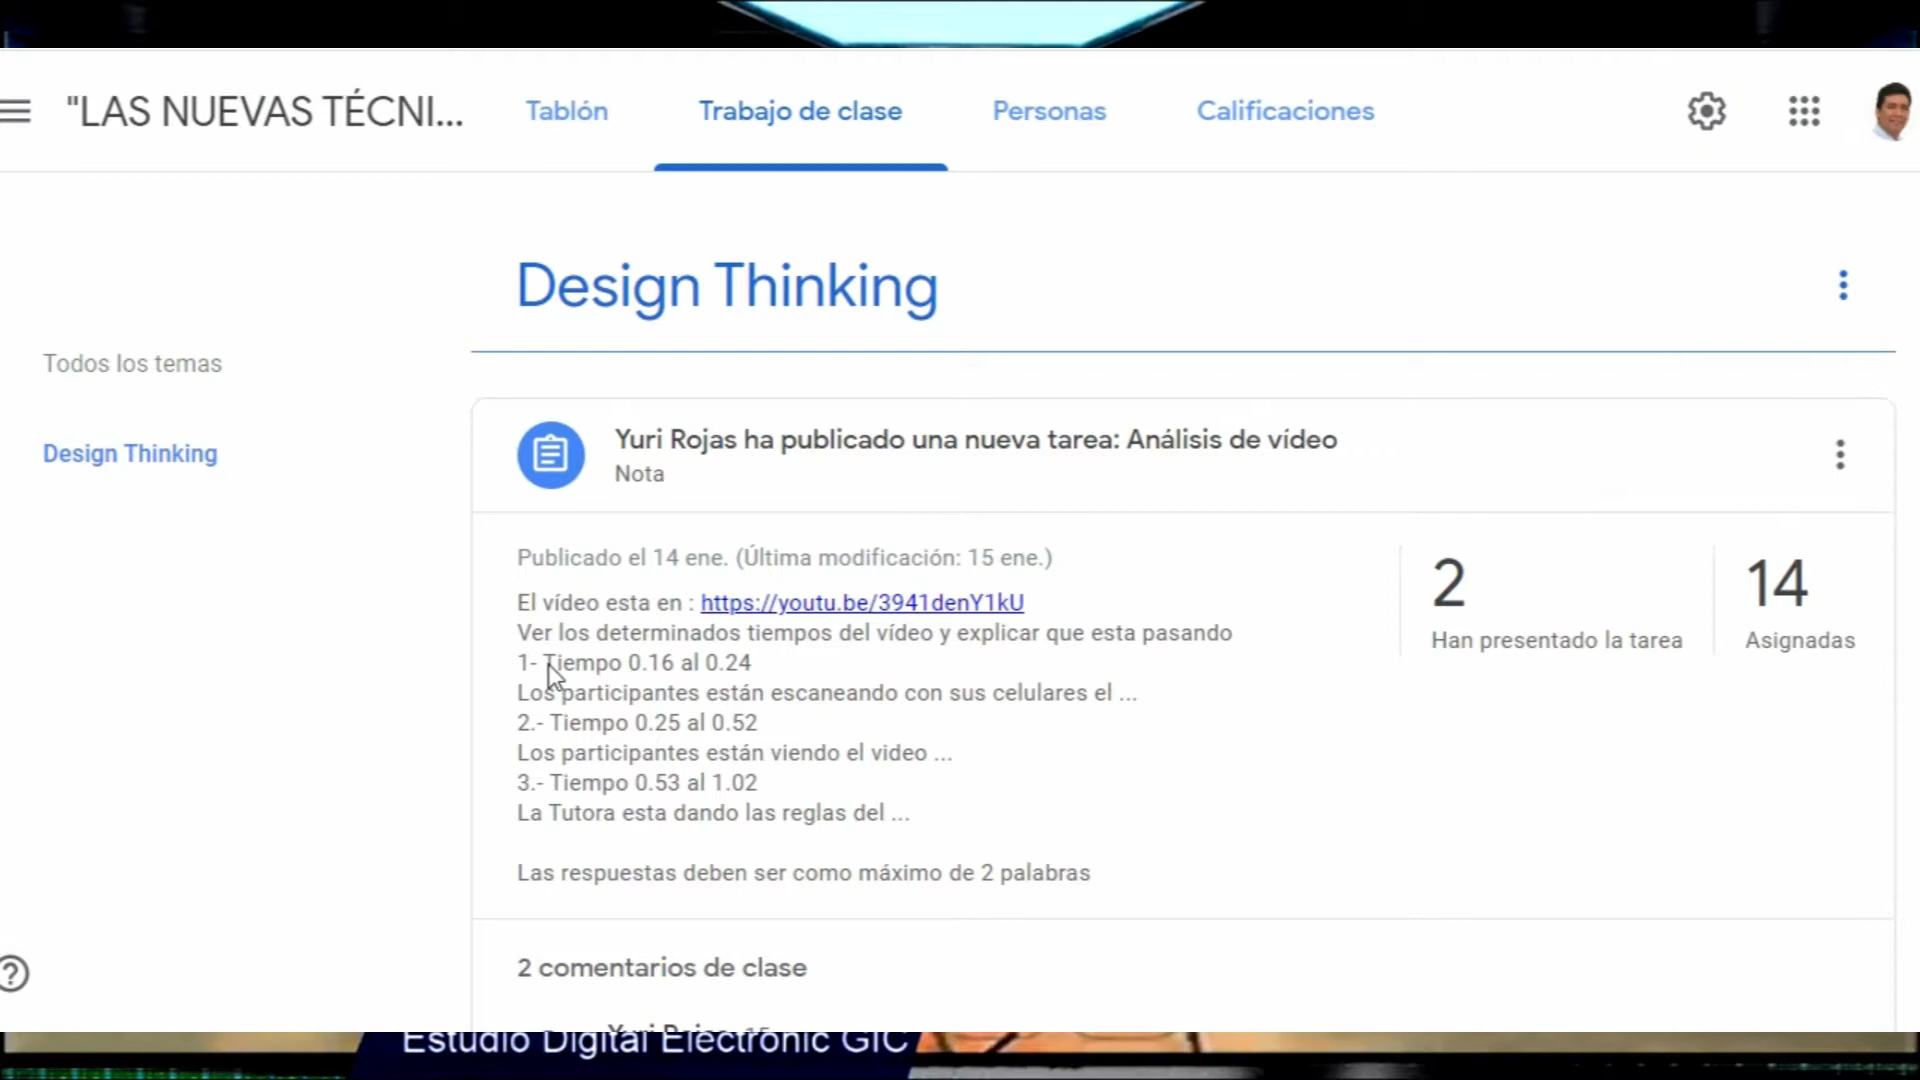 "LAS NUEVAS TÉCNI...
Tablón
Trabajo de clase
Personas
Calificaciones
Design Thinking
Todos los temas
Design Thinking
Yuri Rojas ha publicado una nueva tarea: Análisis de vídeo
Nota
Publicado el 14 ene. (Última modificación: 15 ene.)
El vídeo esta en : https://youtu.be/3941denY1kU
Ver los determinados tiempos del vídeo y explicar que esta pasando
1- Tiempo 0.16 al 0.24
Los participantes están escaneando con sus celulares el ...
2.- Tiempo 0.25 al 0.52
Los participantes están viendo el video ...
3.- Tiempo 0.53 al 1.02
La Tutora esta dando las reglas del ...
Las respuestas deben ser como máximo de 2 palabras
2
Han presentado la tarea
14
Asignadas
2 comentarios de clase
Estudio Digital Electronic GIC